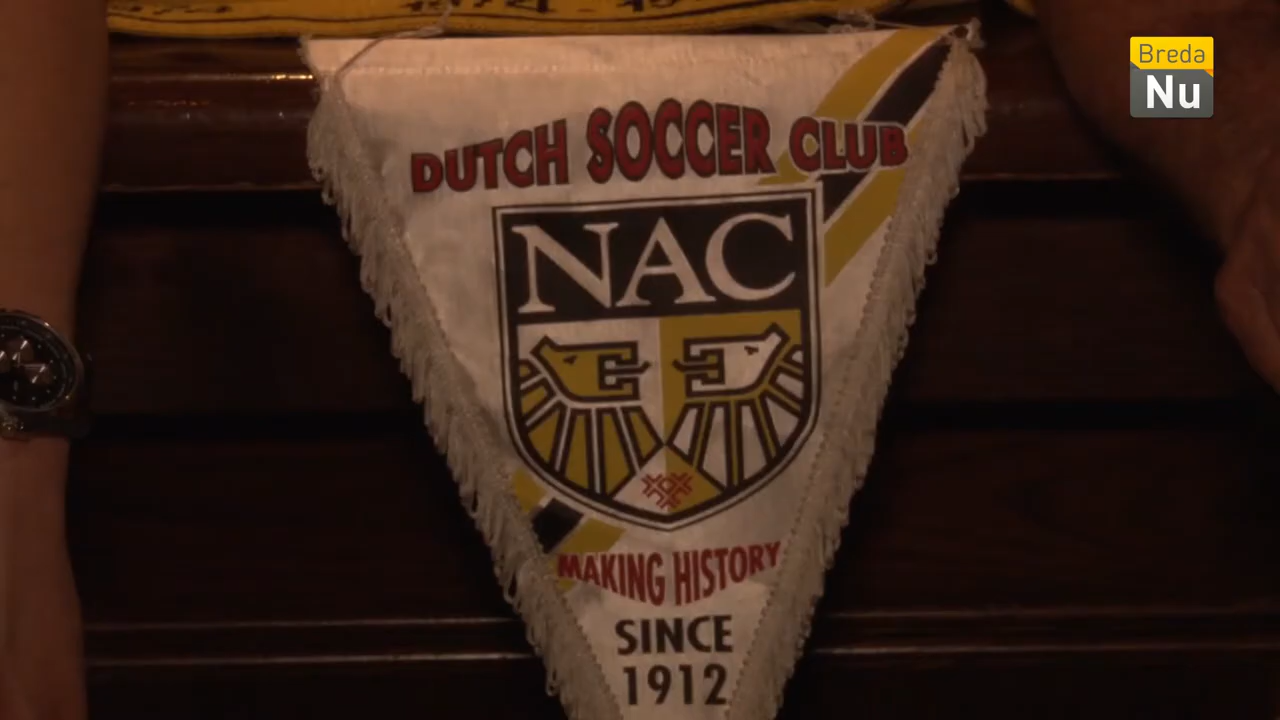 Breda
Nu
DUTCH SOCCER CLUB
NAC
MAKING HISTORY
SINCE
1912